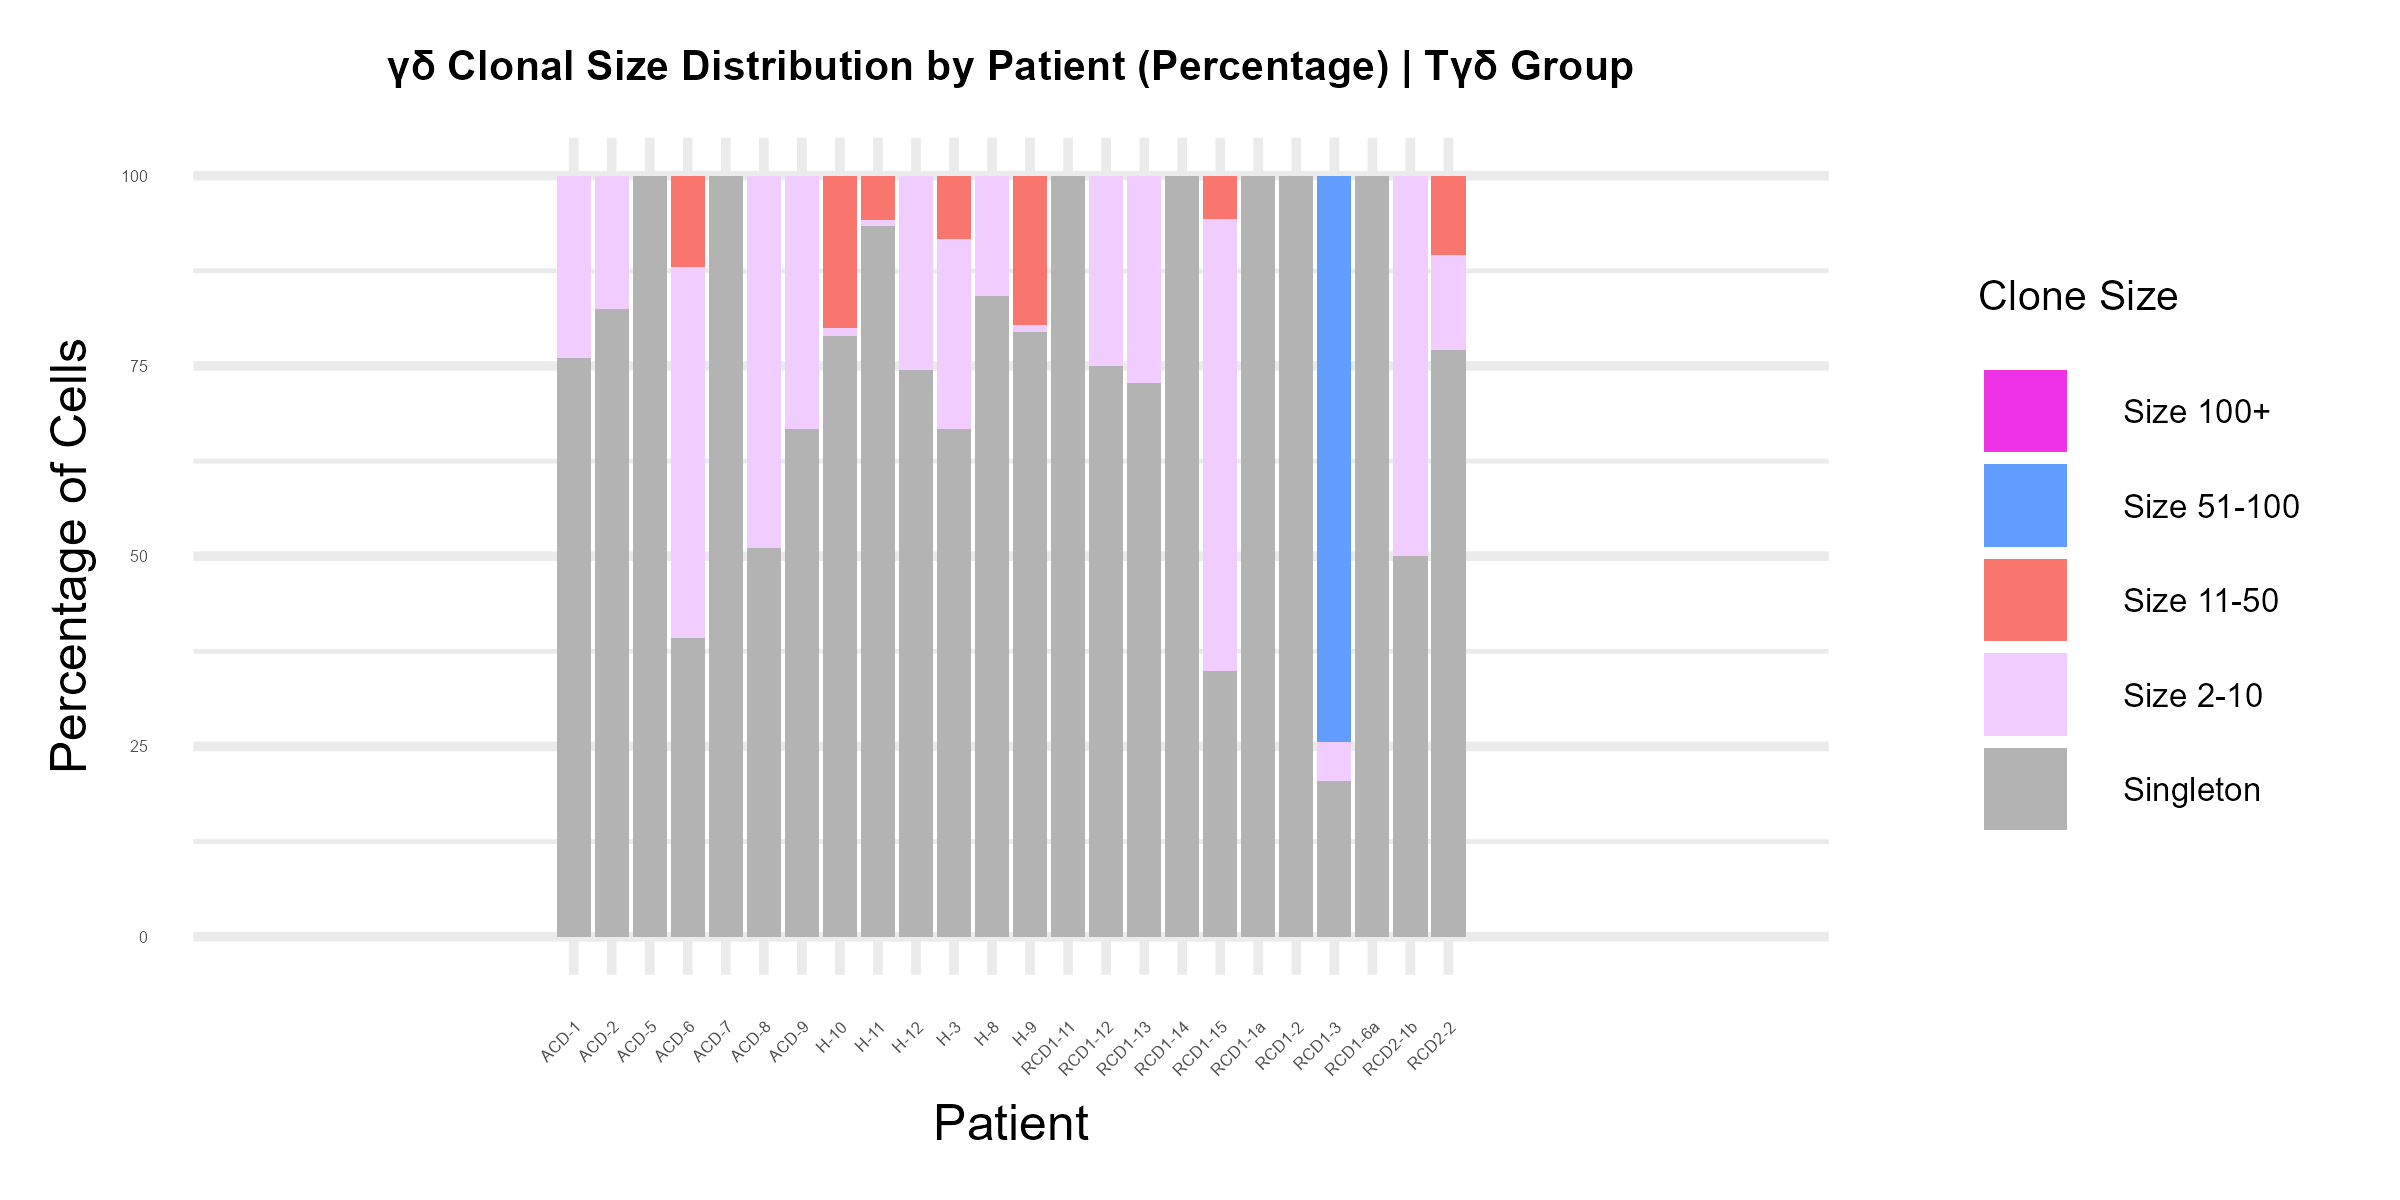 γδ Clonal Size Distribution by Patient (Percentage) | Tγδ Group
Percentage of Cells
100
75
50
25
0
ACD-1
ACD-2
ACD-5
ACD-6
ACD-7
ACD-8
ACD-9
H-10
H-11
H-12
H-3
H-8
H-9
RCD1-11
RCD1-12
RCD1-13
RCD1-14
RCD1-15
RCD1-1a
RCD1-2
RCD1-3
RCD1-6a
RCD2-1b
RCD2-2
Patient
Clone Size
Size 100+
Size 51-100
Size 11-50
Size 2-10
Singleton